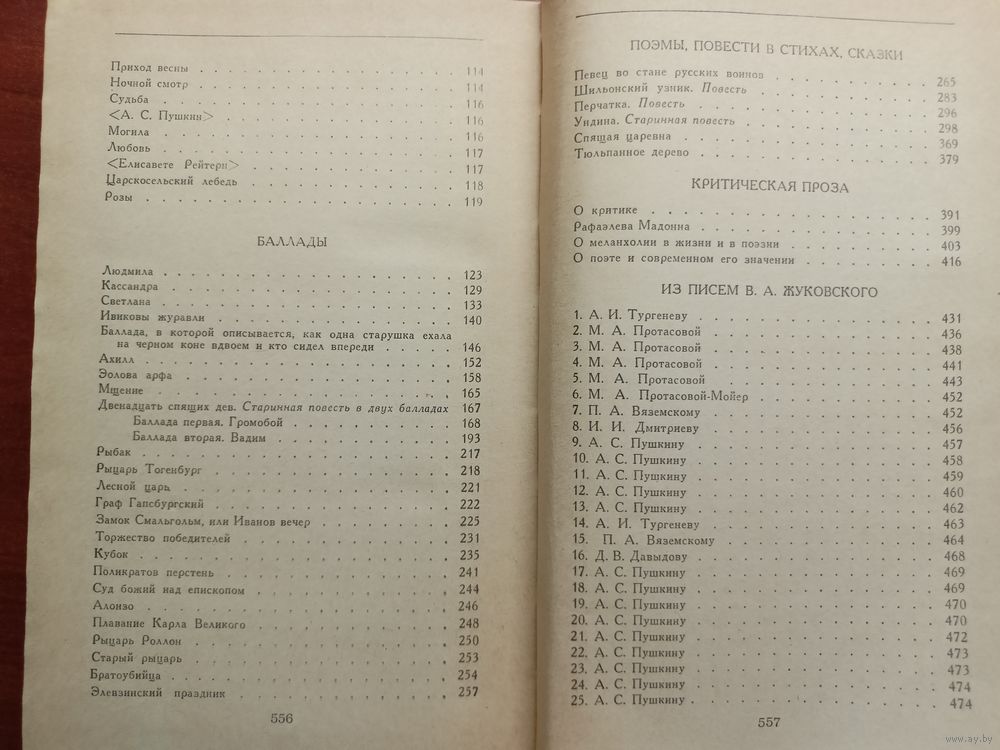 Приход весны . . . . . . . . . . . . . . . . . 114
Ночной смотр . . . . . . . . . . . . . . . . . 114
Судьба . . . . . . . . . . . . . . . . . 116
<А. С. Пушкин> . . . . . . . . . . . . . . . . . 116
Могила . . . . . . . . . . . . . . . . . 116
Любовь . . . . . . . . . . . . . . . . . 117
<Елисавете Рейтерн> . . . . . . . . . . . . . . . 117
Царскосельский лебедь . . . . . . . . . . . . . . 118
Розы . . . . . . . . . . . . . . . . . 119
БАЛЛАДЫ
Людмила . . . . . . . . . . . . . . . . . 123
Кассандра . . . . . . . . . . . . . . . . . 129
Светлана . . . . . . . . . . . . . . . . . 133
Ивиковы журавли . . . . . . . . . . . . . . . 140
Баллада, в которой описывается, как одна старушка ехала
на черном коне вдвоем и кто сидел впереди . . . . . 146
Ахилл . . . . . . . . . . . . . . . . . 152
Эолова арфа . . . . . . . . . . . . . . . . . 158
Мщение . . . . . . . . . . . . . . . . . 165
Двенадцать спящих дев. Старинная повесть в двух балладах 167
Баллада первая. Громобой . . . . . . . . . . 168
Баллада вторая. Вадим . . . . . . . . . . 193
Рыбак . . . . . . . . . . . . . . . . . 217
Рыцарь Тогенбург . . . . . . . . . . . . . . . 218
Лесной царь . . . . . . . . . . . . . . . . . 221
Граф Гапсбургский . . . . . . . . . . . . . . . 222
Замок Смальгольм, или Иванов вечер . . . . . . . . 225
Торжество победителей . . . . . . . . . . . . . 231
Кубок . . . . . . . . . . . . . . . . . 235
Поликратов перстень . . . . . . . . . . . . . 241
Суд божий над епископом . . . . . . . . . . . . 244
Алонзо . . . . . . . . . . . . . . . . . 246
Плавание Карла Великого . . . . . . . . . . . . 248
Рыцарь Роллон . . . . . . . . . . . . . . . 250
Старый рыцарь . . . . . . . . . . . . . . . 253
Братоубийца . . . . . . . . . . . . . . . . . 254
Элевзинский праздник . . . . . . . . . . . . . 257
556
ПОЭМЫ, ПОВЕСТИ В СТИХАХ, СКАЗКИ
Певец во стане русских воинов . . . . . . . . . . 265
Шильонский узник. Повесть . . . . . . . . . . . 283
Перчатка. Повесть . . . . . . . . . . . . . . . 296
Ундина. Старинная повесть . . . . . . . . . . . 298
Спящая царевна . . . . . . . . . . . . . . . 369
Тюльпанное дерево . . . . . . . . . . . . . . 379
КРИТИЧЕСКАЯ ПРОЗА
О критике . . . . . . . . . . . . . . . . . 391
Рафаэлева Мадонна . . . . . . . . . . . . . . 399
О меланхолии в жизни и в поэзии . . . . . . . . . 403
О поэте и современном его значении . . . . . . . . 416
ИЗ ПИСЕМ В. А. ЖУКОВСКОГО
1. А. И. Тургеневу . . . . . . . . . . . . . . 431
2. М. А. Протасовой . . . . . . . . . . . . . . 436
3. М. А. Протасовой . . . . . . . . . . . . . . 438
4. М. А. Протасовой . . . . . . . . . . . . . . 441
5. М. А. Протасовой . . . . . . . . . . . . . . 443
6. М. А. Протасовой-Мойер . . . . . . . . . . . 452
7. П. А. Вяземскому . . . . . . . . . . . . . . 452
8. И. И. Дмитриеву . . . . . . . . . . . . . . 456
9. А. С. Пушкину . . . . . . . . . . . . . . 457
10. А. С. Пушкину . . . . . . . . . . . . . . 458
11. А. С. Пушкину . . . . . . . . . . . . . . 459
12. А. С. Пушкину . . . . . . . . . . . . . . 460
13. А. С. Пушкину . . . . . . . . . . . . . . 462
14. А. И. Тургеневу . . . . . . . . . . . . . . 463
15. П. А. Вяземскому . . . . . . . . . . . . . . 464
16. Д. В. Давыдову . . . . . . . . . . . . . . 468
17. А. С. Пушкину . . . . . . . . . . . . . . 469
18. А. С. Пушкину . . . . . . . . . . . . . . 469
19. А. С. Пушкину . . . . . . . . . . . . . . 470
20. А. С. Пушкину . . . . . . . . . . . . . . 470
21. А. С. Пушкину . . . . . . . . . . . . . . 472
22. А. С. Пушкину . . . . . . . . . . . . . . 473
23. А. С. Пушкину . . . . . . . . . . . . . . 473
24. А. С. Пушкину . . . . . . . . . . . . . . 474
25. А. С. Пушкину . . . . . . . . . . . . . . 474
557
www.ay.by